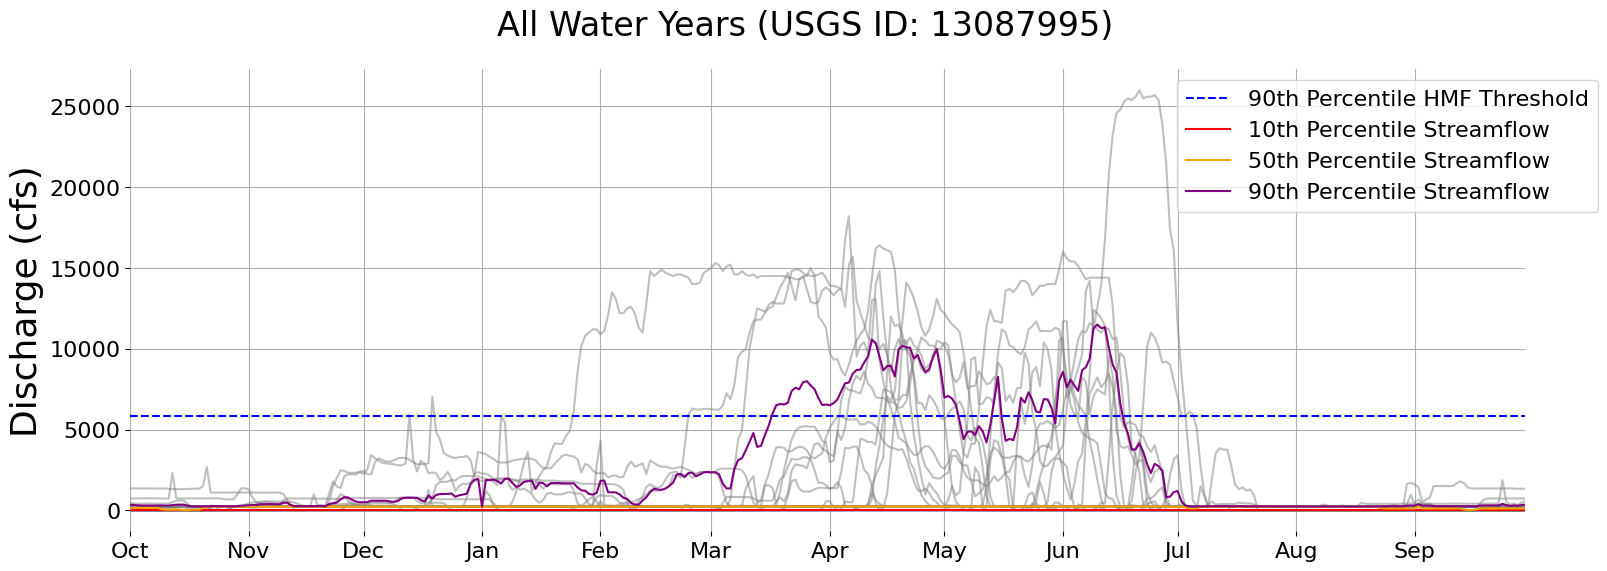 All Water Years (USGS ID: 13087995)
Discharge (cfs)
25000
20000
15000
10000
5000
0
Oct Nov Dec Jan Feb Mar Apr May Jun Jul Aug Sep
90th Percentile HMF Threshold
10th Percentile Streamflow
50th Percentile Streamflow
90th Percentile Streamflow